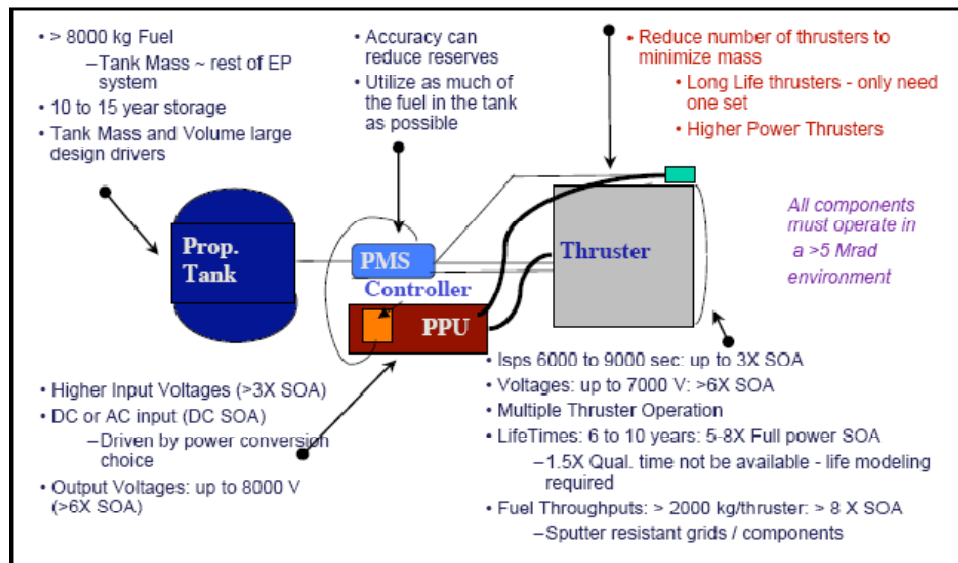 • > 8000 kg Fuel
–Tank Mass ~ rest of EP
system
• 10 to 15 year storage
• Tank Mass and Volume large
design drivers
• Accuracy can
reduce reserves
• Utilize as much of
the fuel in the tank
as possible
• Reduce number of thrusters to
minimize mass
• Long Life thrusters - only need
one set
• Higher Power Thrusters
All components
must operate in
a >5 Mrad
environment
Prop.
Tank
PMS
Controller
PPU
Thruster
• Higher Input Voltages (>3X SOA)
• DC or AC input (DC SOA)
–Driven by power conversion
choice
• Output Voltages: up to 8000 V
(>6X SOA)
• Isps 6000 to 9000 sec: up to 3X SOA
• Voltages: up to 7000 V: >6X SOA
• Multiple Thruster Operation
• LifeTimes: 6 to 10 years: 5-8X Full power SOA
–1.5X Qual. time not be available - life modeling
required
• Fuel Throughputs: > 2000 kg/thruster: > 8 X SOA
–Sputter resistant grids / components